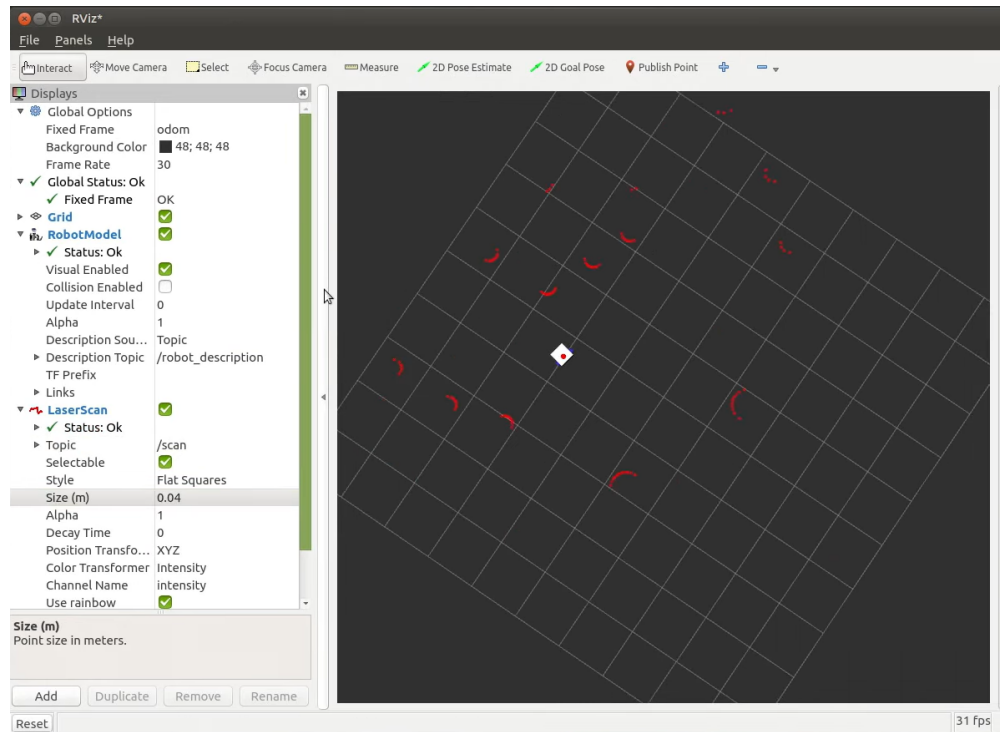 RViz*
File Panels Help
Interact Move Camera Select Focus Camera Measure 2D Pose Estimate 2D Goal Pose Publish Point
Displays
Global Options
Fixed Frame odom
Background Color 48; 48; 48
Frame Rate 30
Global Status: Ok
Fixed Frame OK
Grid
RobotModel
Status: Ok
Visual Enabled
Collision Enabled
Update Interval 0
Alpha 1
Description Sou... Topic
Description Topic /robot_description
TF Prefix
Links
LaserScan
Status: Ok
Topic /scan
Selectable
Style Flat Squares
Size (m) 0.04
Alpha 1
Decay Time 0
Position Transfo... XYZ
Color Transformer Intensity
Channel Name intensity
Use rainbow
Size (m)
Point size in meters.
Add Duplicate Remove Rename
Reset 31 fps